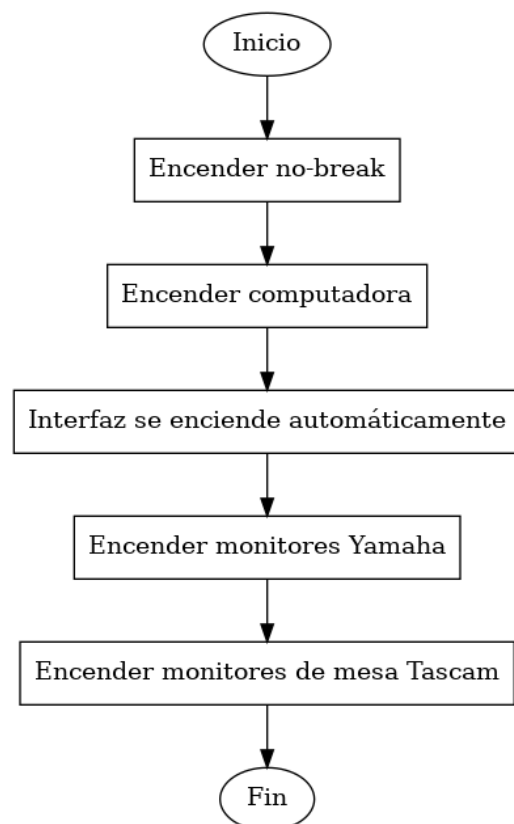 Inicio
Encender no-break
Encender computadora
Interfaz se enciende automáticamente
Encender monitores Yamaha
Encender monitores de mesa Tascam
Fin